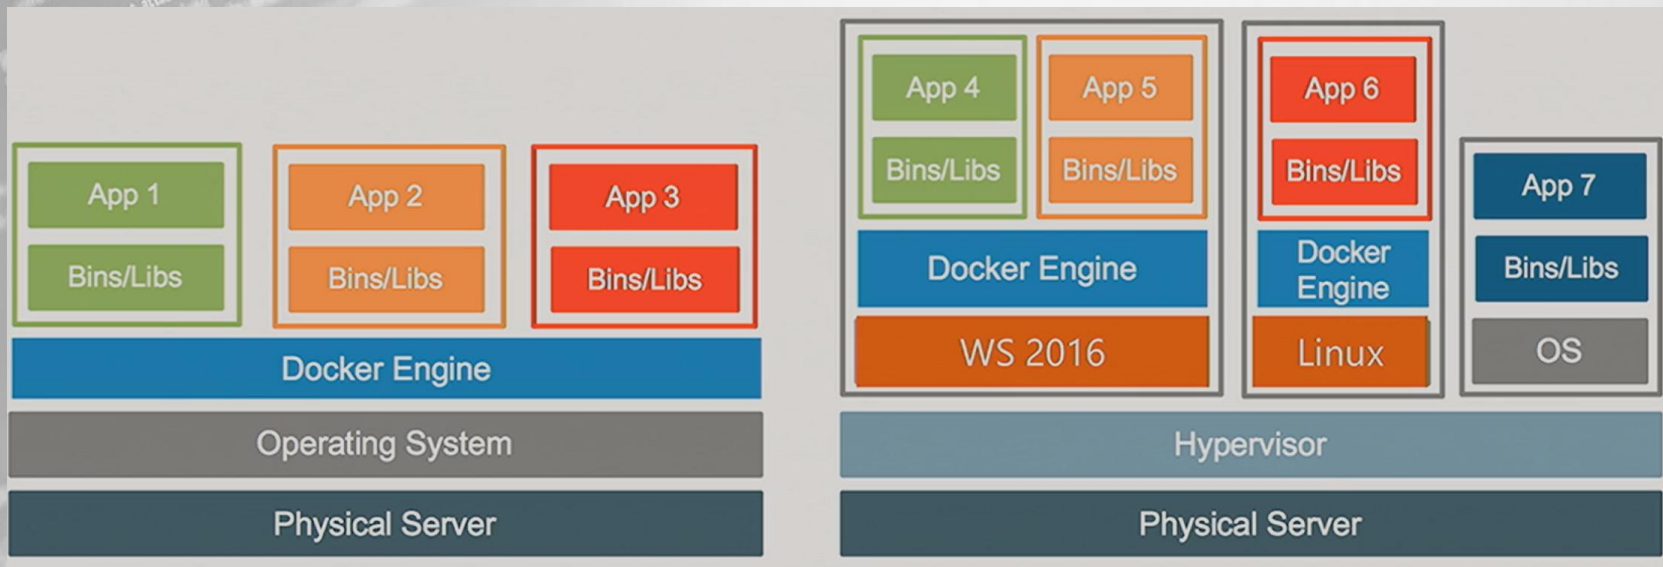 App 1
Bins/Libs
App 2
Bins/Libs
App 3
Bins/Libs
Docker Engine
Operating System
Physical Server
App 4
Bins/Libs
App 5
Bins/Libs
Docker Engine
WS 2016
App 6
Bins/Libs
Docker
Engine
Linux
App 7
Bins/Libs
OS
Hypervisor
Physical Server